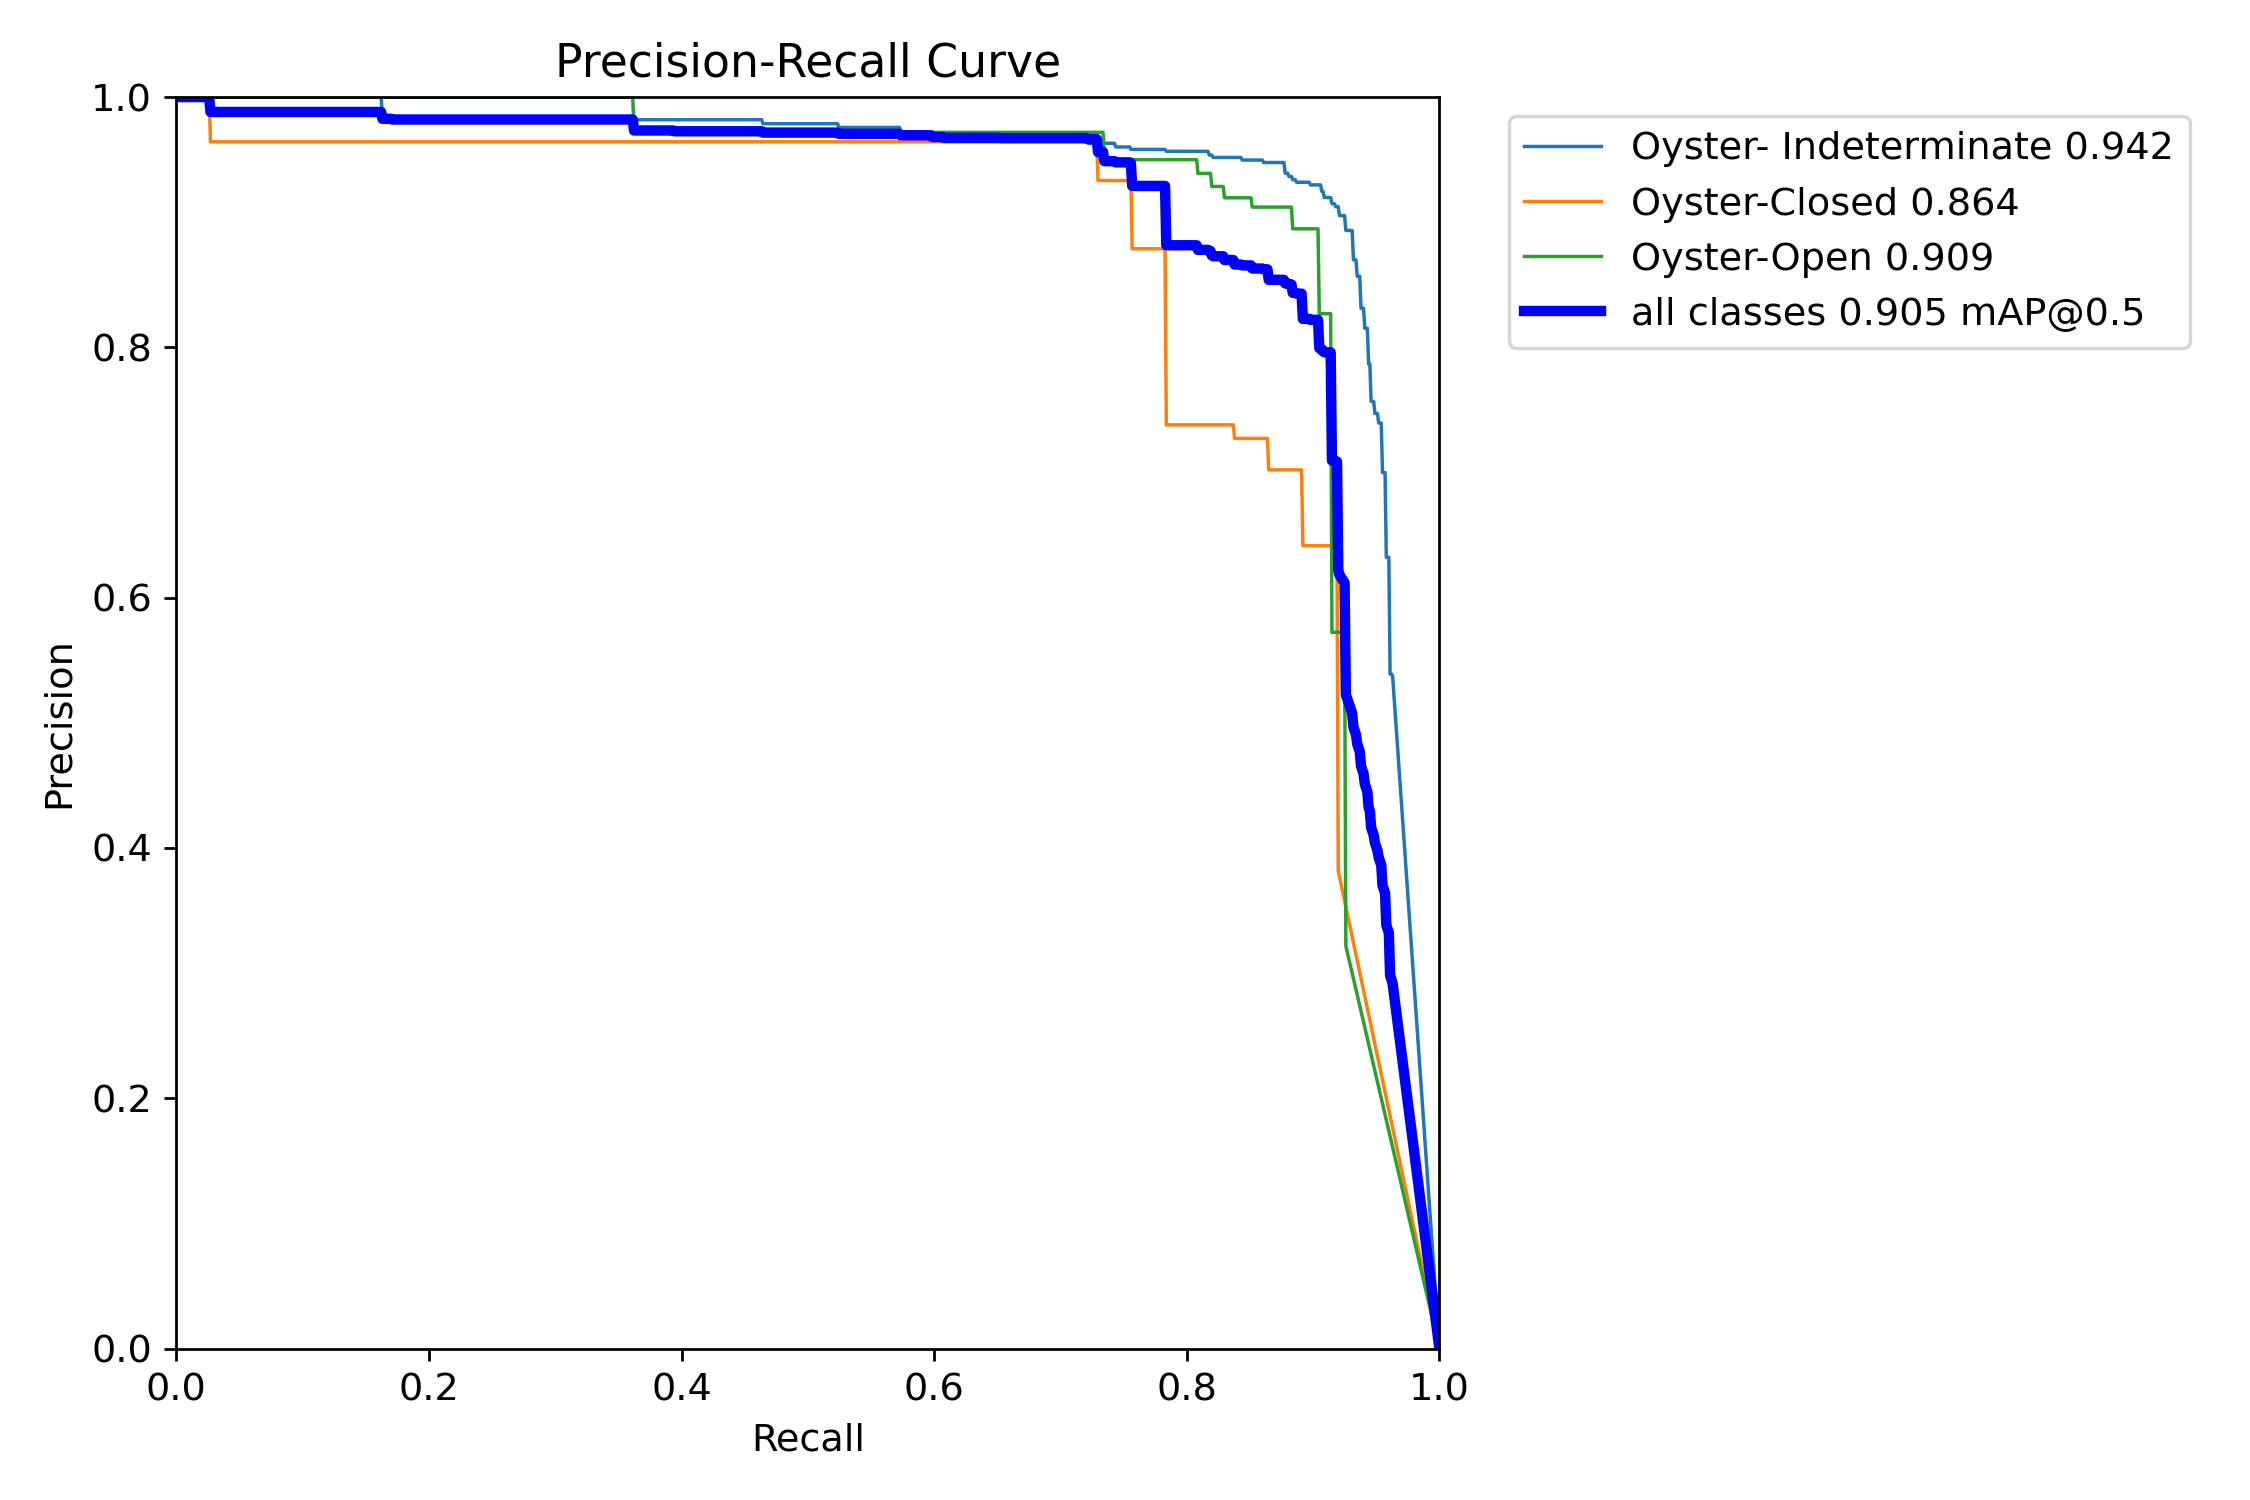 Precision-Recall Curve
1.0
0.8
0.6
0.4
0.2
0.0
Precision
0.0 0.2 0.4 0.6 0.8 1.0
Recall
Oyster- Indeterminate 0.942
Oyster-Closed 0.864
Oyster-Open 0.909
all classes 0.905 mAP@0.5